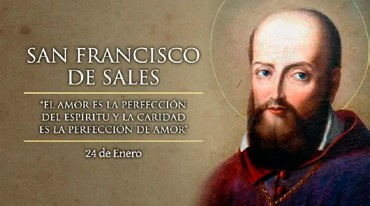 SAN FRANCISCO
DE SALES
"EL AMOR ES LA PERFECCIÓN
DEL ESPÍRITU Y LA CARIDAD
ES LA PERFECCIÓN DE AMOR"
24 de Enero